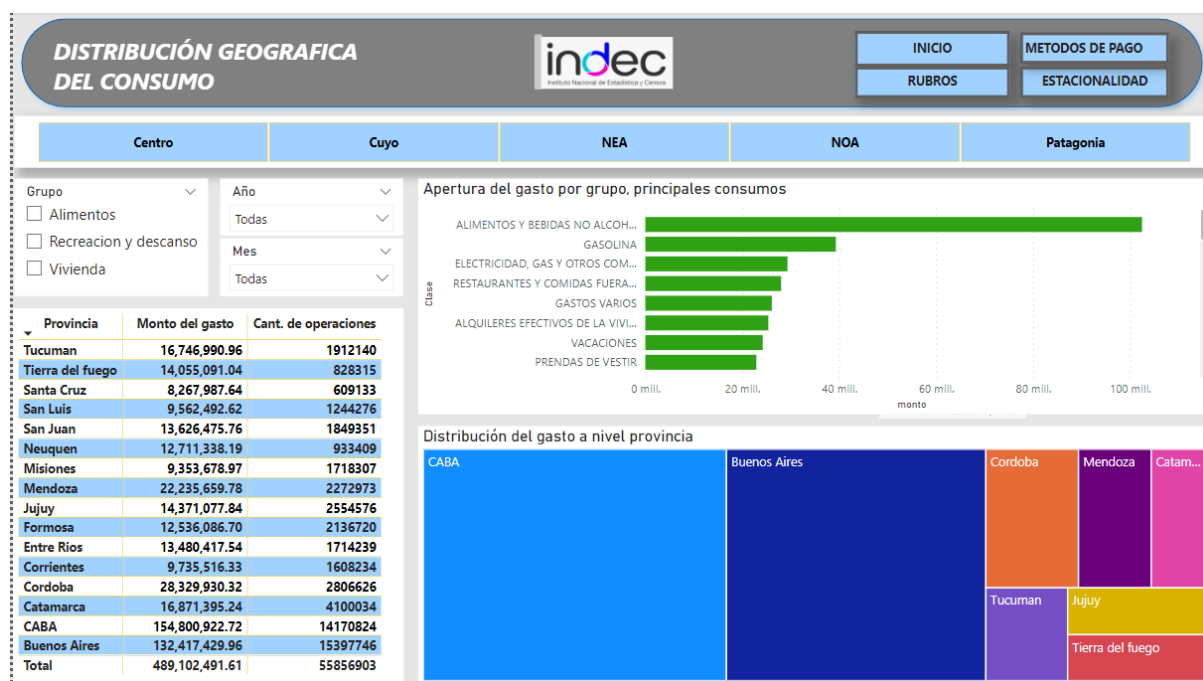 DISTRIBUCIÓN GEOGRAFICA
DEL CONSUMO
indec
Instituto Nacional de Estadística y Censos
INICIO
METODOS DE PAGO
RUBROS
ESTACIONALIDAD
Centro
Cuyo
NEA
NOA
Patagonia
Grupo
Alimentos
Recreacion y descanso
Vivienda
Año
Todas
Mes
Todas
Provincia Monto del gasto Cant. de operaciones
Tucuman 16,746,990.96 1912140
Tierra del fuego 14,055,091.04 828315
Santa Cruz 8,267,987.64 609133
San Luis 9,562,492.62 1244276
San Juan 13,626,475.76 1849351
Neuquen 12,711,338.19 933409
Misiones 9,353,678.97 1718307
Mendoza 22,235,659.78 2272973
Jujuy 14,371,077.84 2554576
Formosa 12,536,086.70 2136720
Entre Rios 13,480,417.54 1714239
Corrientes 9,735,516.33 1608234
Cordoba 28,329,930.32 2806626
Catamarca 16,871,395.24 4100034
CABA 154,800,922.72 14170824
Buenos Aires 132,417,429.96 15397746
Total 489,102,491.61 55856903
Apertura del gasto por grupo, principales consumos
Clase
ALIMENTOS Y BEBIDAS NO ALCOH...
GASOLINA
ELECTRICIDAD, GAS Y OTROS COM...
RESTAURANTES Y COMIDAS FUERA...
GASTOS VARIOS
ALQUILERES EFECTIVOS DE LA VIVI...
VACACIONES
PRENDAS DE VESTIR
0 mill. 20 mill. 40 mill. 60 mill. 80 mill. 100 mill.
monto
Distribución del gasto a nivel provincia
CABA
Buenos Aires
Cordoba
Mendoza
Catam...
Tucuman
Jujuy
Tierra del fuego